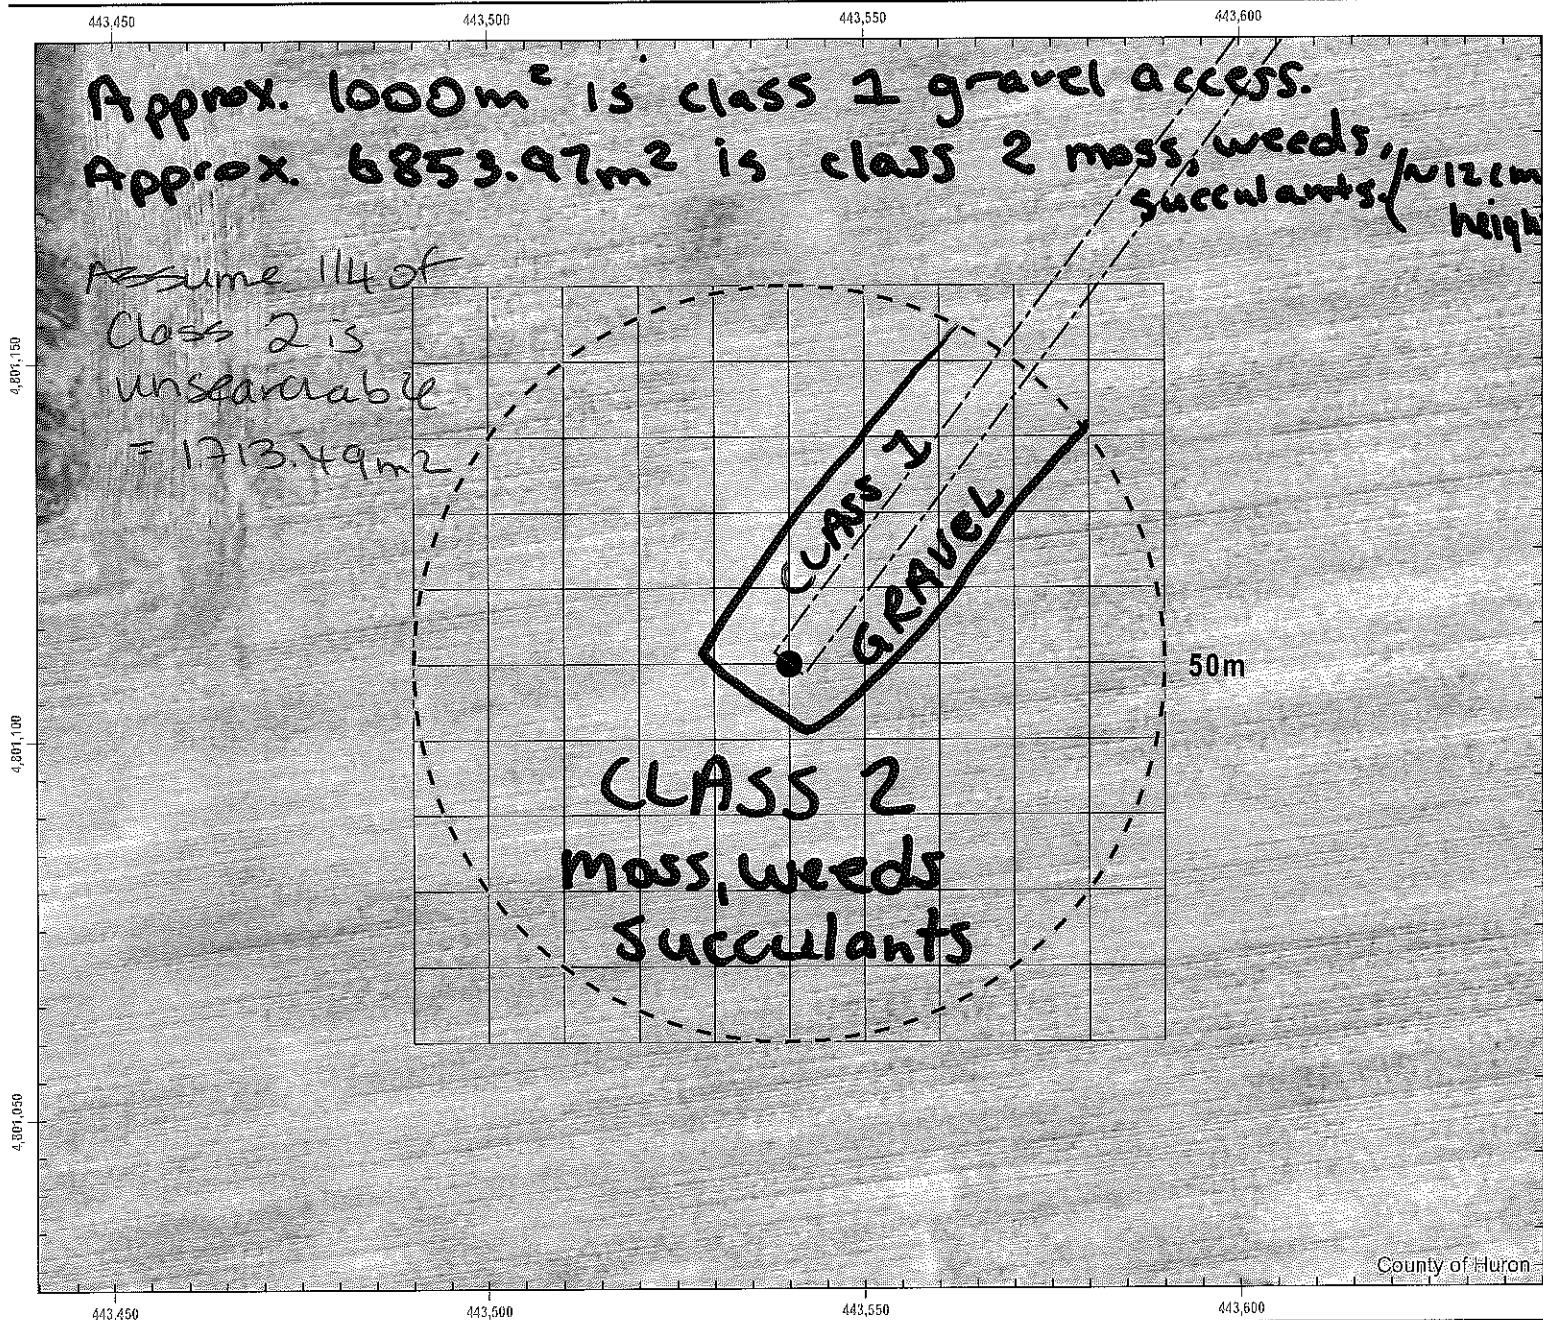 443,450 443,500 443,550 443,600
Approx. 1000m² is class 1 gravel access.
Approx. 6853.97m² is class 2 moss, weeds,
succulants. / ~12cm
heigh
Assume 1/4 of
Class 2 is
unsearchable
= 1713.49m2
4,801,150
CLASS 1
GRAVEL
50m
4,801,100
CLASS 2
Moss, weeds
Succulants
4,801,050
County of Huron
443,450 443,500 443,550 443,600